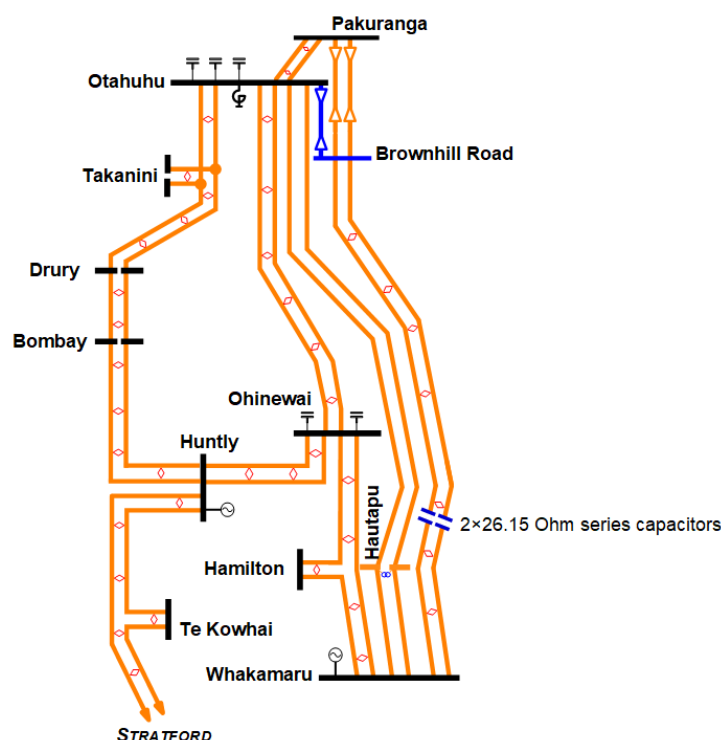 Pakuranga
Otahuhu
Brownhill Road
Takanini
Drury
Bombay
Ohinewai
Huntly
Hautapu
2×26.15 Ohm series capacitors
Hamilton
Te Kowhai
Whakamaru
STRATFORD